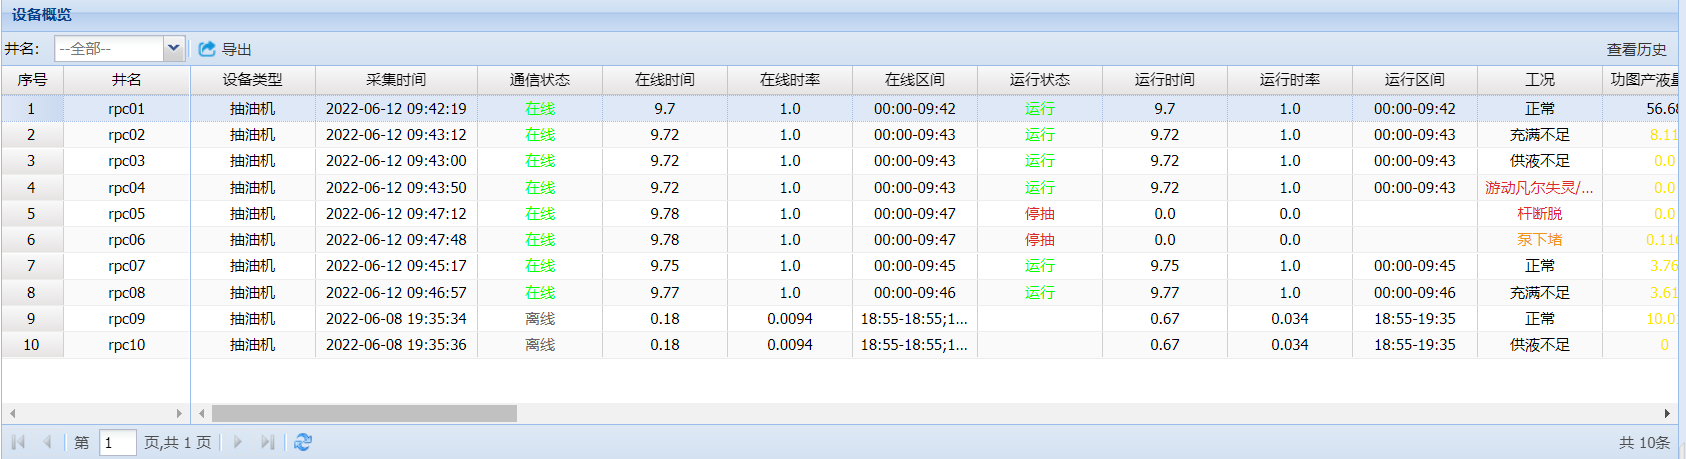 设备概览
井名: --全部-- 导出 查看历史
序号 井名 设备类型 采集时间 通信状态 在线时间 在线时率 在线区间 运行状态 运行时间 运行时率 运行区间 工况 功图产液量
1 rpc01 抽油机 2022-06-12 09:42:19 在线 9.7 1.0 00:00-09:42 运行 9.7 1.0 00:00-09:42 正常 56.68
2 rpc02 抽油机 2022-06-12 09:43:12 在线 9.72 1.0 00:00-09:43 运行 9.72 1.0 00:00-09:43 充满不足 8.11
3 rpc03 抽油机 2022-06-12 09:43:00 在线 9.72 1.0 00:00-09:43 运行 9.72 1.0 00:00-09:43 供液不足 0.0
4 rpc04 抽油机 2022-06-12 09:43:50 在线 9.72 1.0 00:00-09:43 运行 9.72 1.0 00:00-09:43 游动凡尔失灵/... 0.0
5 rpc05 抽油机 2022-06-12 09:47:12 在线 9.78 1.0 00:00-09:47 停抽 0.0 0.0 杆断脱 0.0
6 rpc06 抽油机 2022-06-12 09:47:48 在线 9.78 1.0 00:00-09:47 停抽 0.0 0.0 泵下堵 0.116
7 rpc07 抽油机 2022-06-12 09:45:17 在线 9.75 1.0 00:00-09:45 运行 9.75 1.0 00:00-09:45 正常 3.76
8 rpc08 抽油机 2022-06-12 09:46:57 在线 9.77 1.0 00:00-09:46 运行 9.77 1.0 00:00-09:46 充满不足 3.61
9 rpc09 抽油机 2022-06-08 19:35:34 离线 0.18 0.0094 18:55-18:55;1... 0.67 0.034 18:55-19:35 正常 10.0
10 rpc10 抽油机 2022-06-08 19:35:36 离线 0.18 0.0094 18:55-18:55;1... 0.67 0.034 18:55-19:35 供液不足 0
第 1 页,共 1 页 共 10条